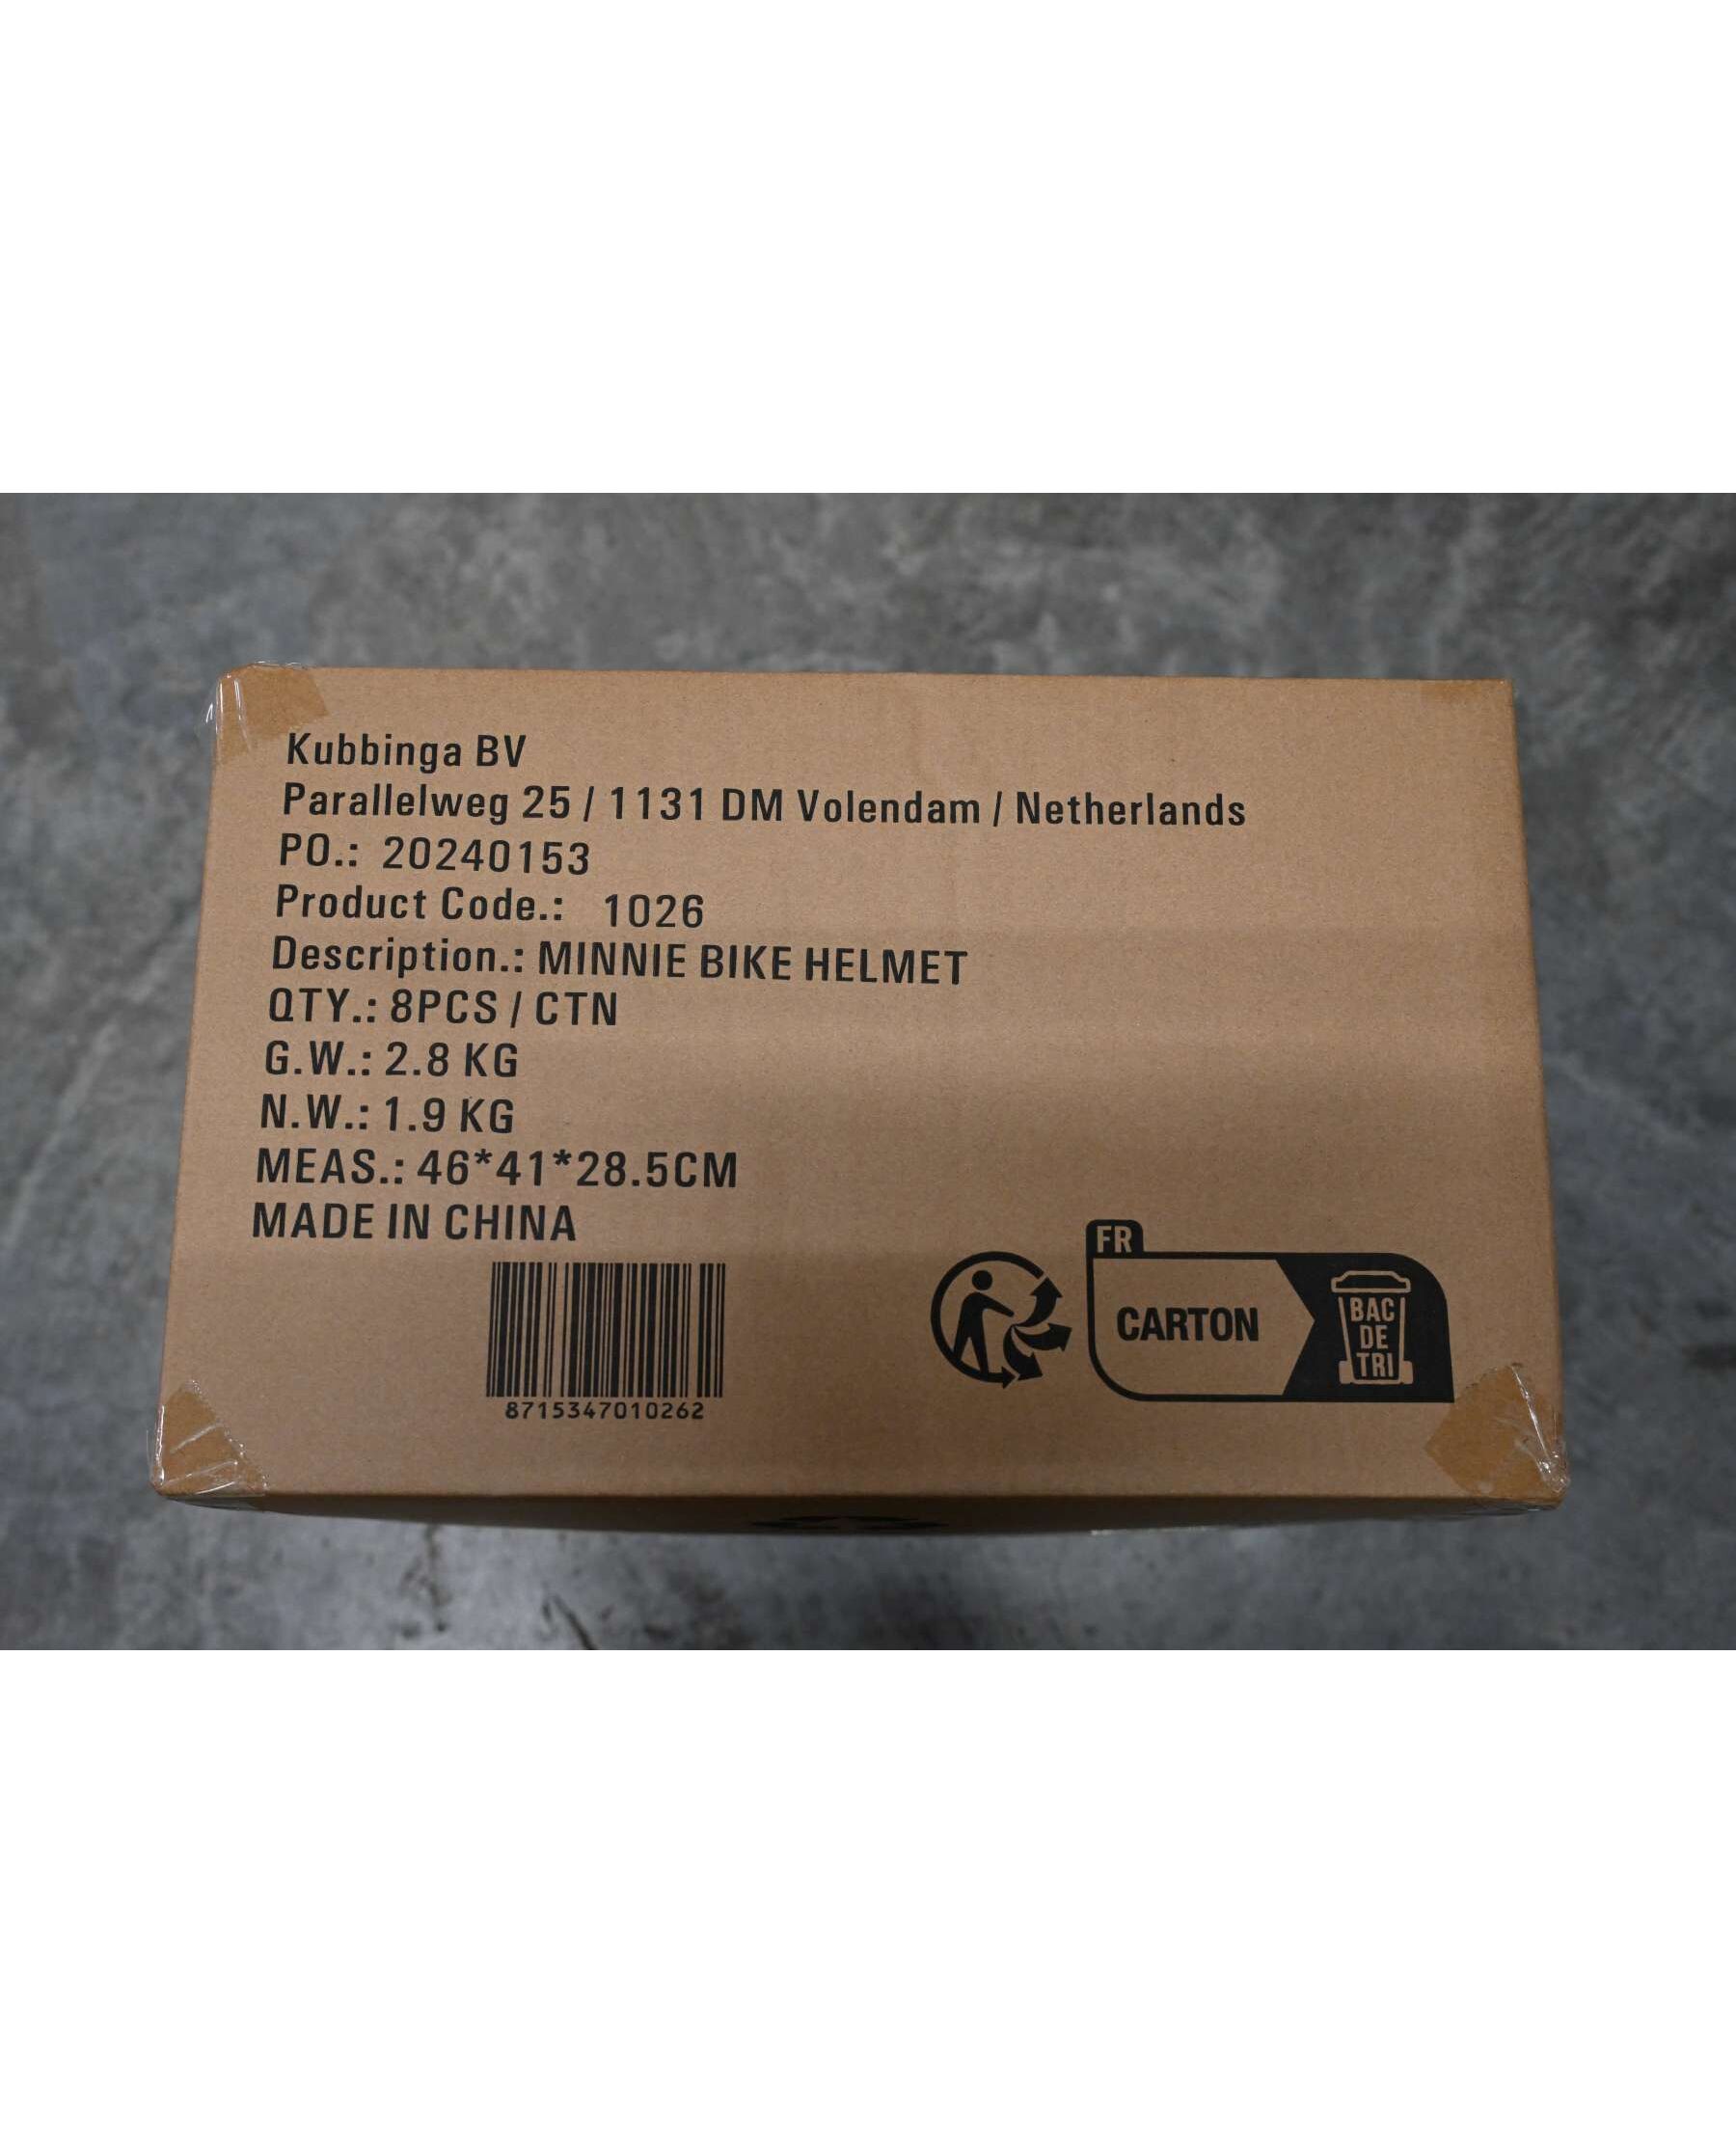 Kubbinga BV
Parallelweg 25 / 1131 DM Volendam / Netherlands
PO.: 20240153
Product Code.: 1026
Description.: MINNIE BIKE HELMET
QTY.: 8PCS / CTN
G.W.: 2.8 KG
N.W.: 1.9 KG
MEAS.: 46*41*28.5CM
MADE IN CHINA
8715347010262
FR
CARTON
BAC
DE
TRI